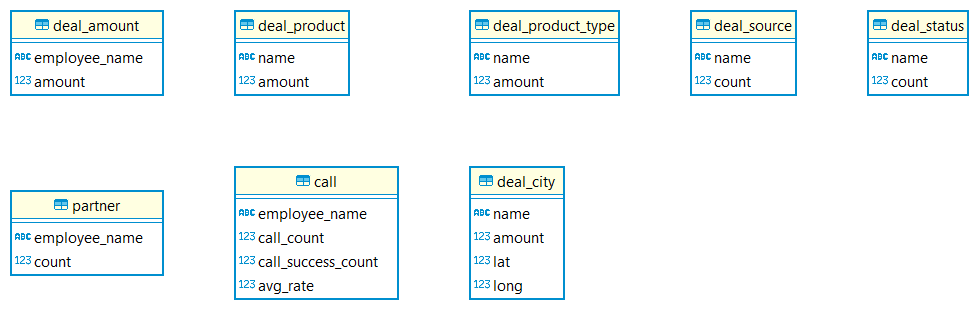 deal_amount
ABC employee_name
123 amount
deal_product
ABC name
123 amount
deal_product_type
ABC name
123 amount
deal_source
ABC name
123 count
deal_status
ABC name
123 count
partner
ABC employee_name
123 count
call
ABC employee_name
123 call_count
123 call_success_count
123 avg_rate
deal_city
ABC name
123 amount
123 lat
123 long